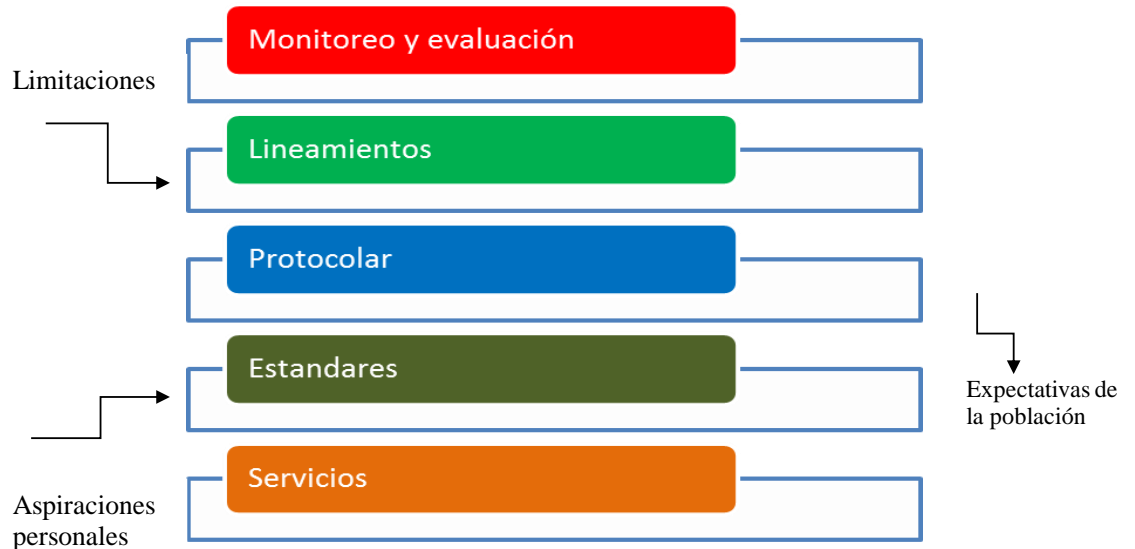 Monitoreo y evaluación
Limitaciones
Lineamientos
Protocolar
Estandares
Expectativas de
la población
Servicios
Aspiraciones
personales